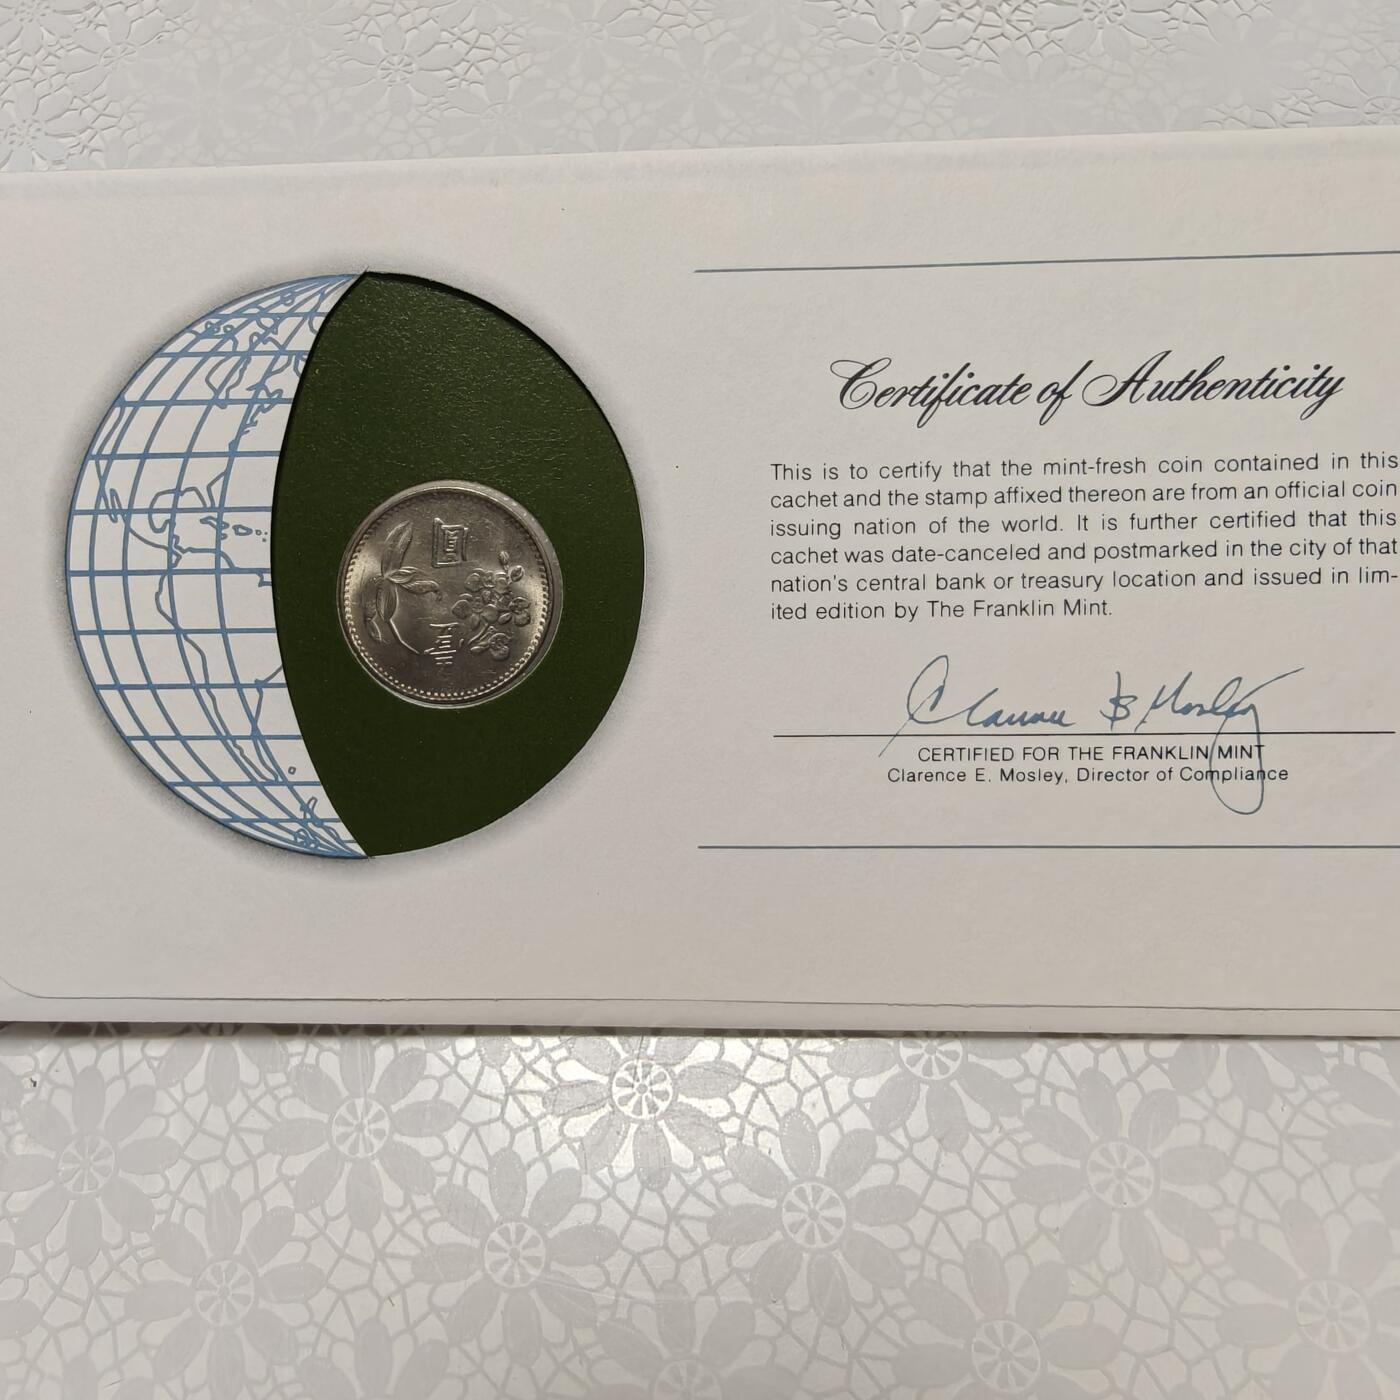 圓
壹
Certificate of Authenticity
This is to certify that the mint-fresh coin contained in this
cachet and the stamp affixed thereon are from an official coin
issuing nation of the world. It is further certified that this
cachet was date-canceled and postmarked in the city of that
nation's central bank or treasury location and issued in lim-
ited edition by The Franklin Mint.
CERTIFIED FOR THE FRANKLIN MINT
Clarence E. Mosley, Director of Compliance